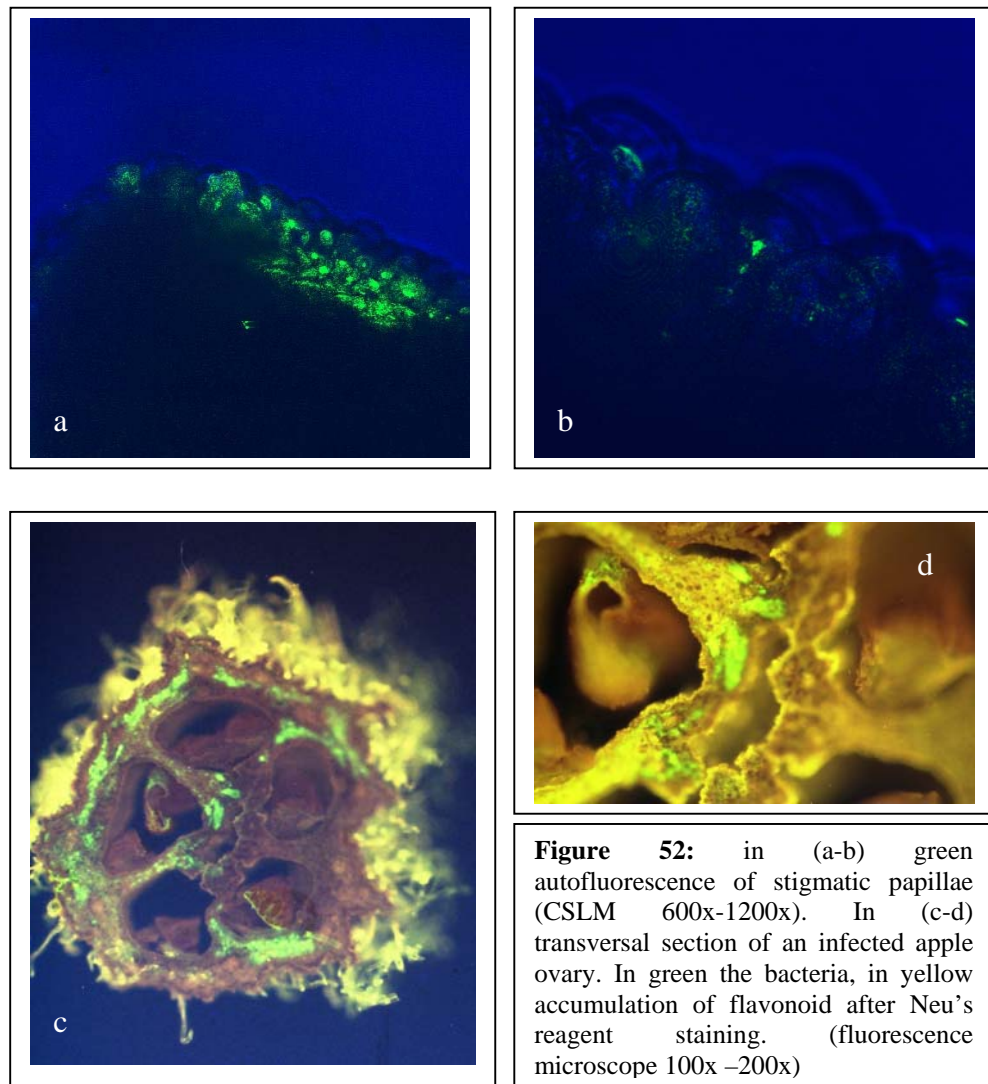 a
b
c
d
Figure 52: in (a-b) green
autofluorescence of stigmatic papillae
(CSLM 600x-1200x). In (c-d)
transversal section of an infected apple
ovary. In green the bacteria, in yellow
accumulation of flavonoid after Neu's
reagent staining. (fluorescence
microscope 100x –200x)